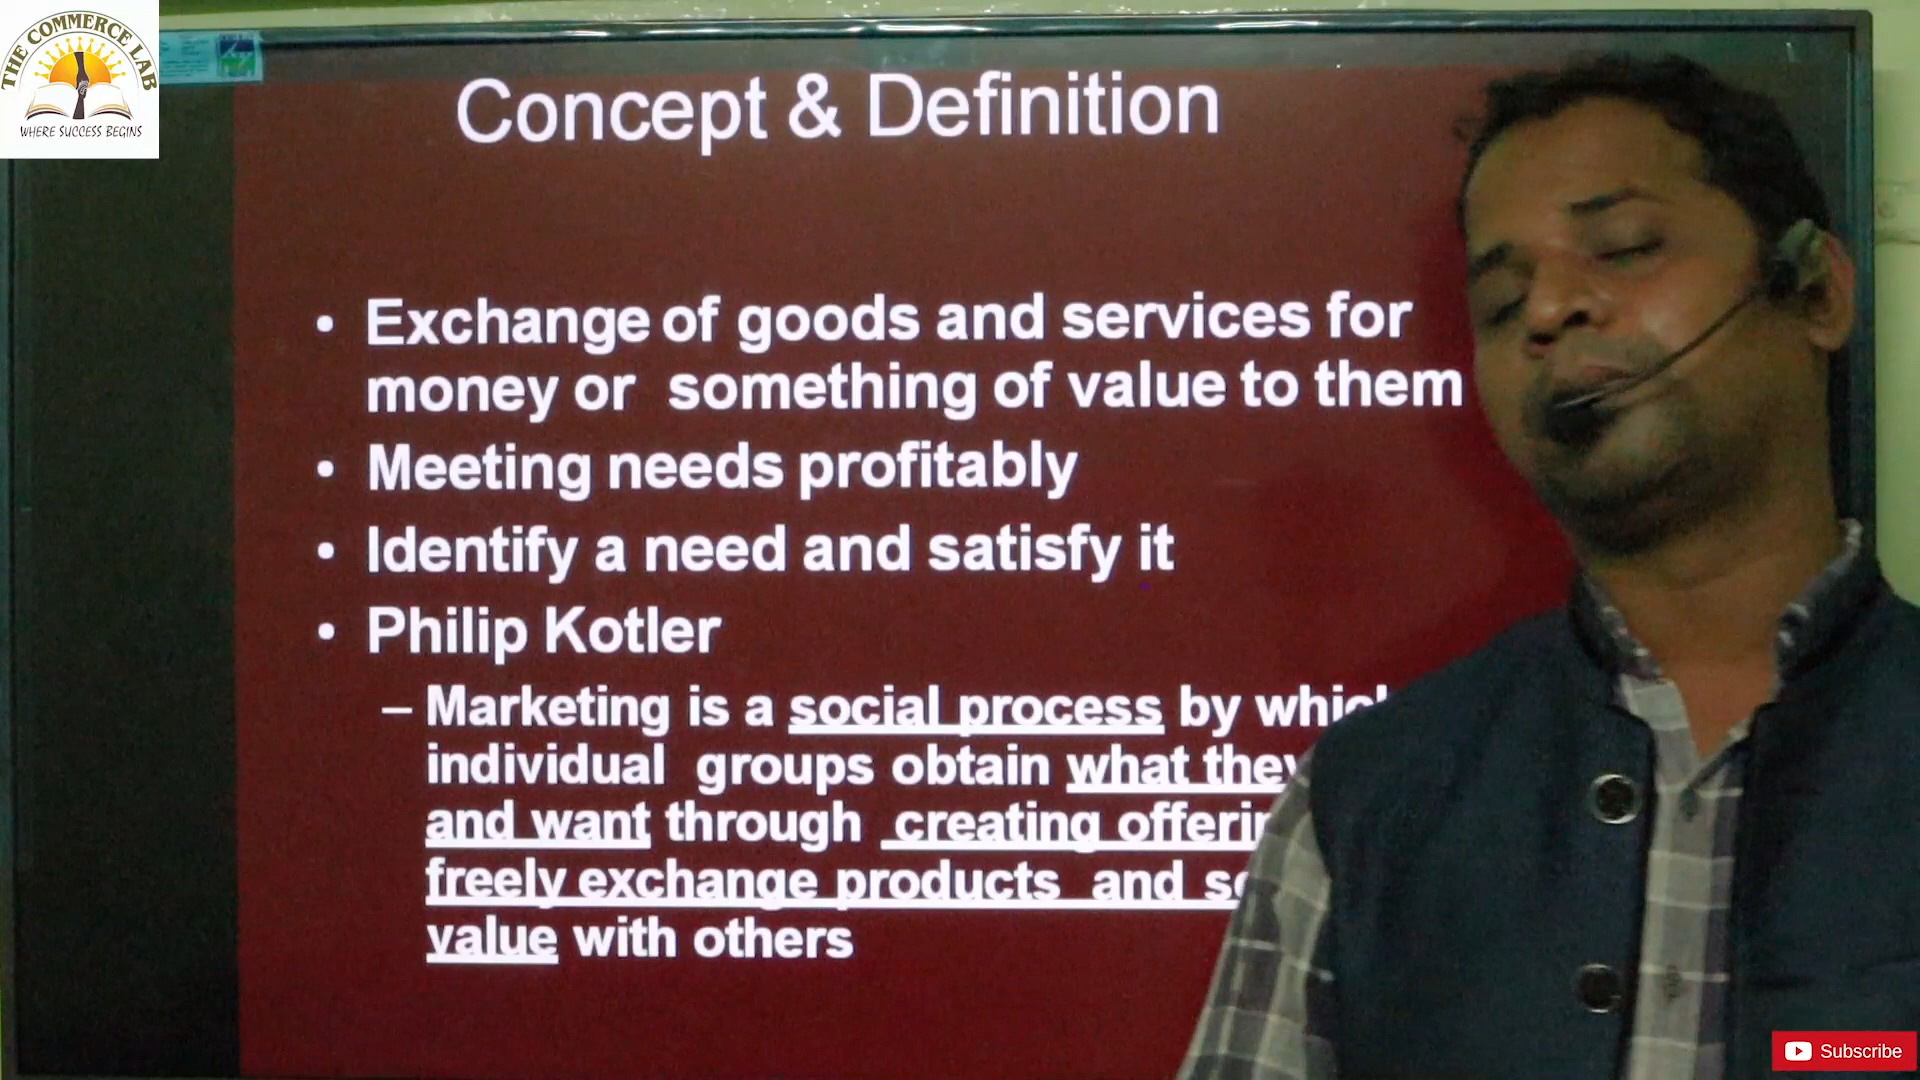 THE COMMERCE LAB
WHERE SUCCESS BEGINS
Concept & Definition
• Exchange of goods and services for
money or something of value to them
• Meeting needs profitably
• Identify a need and satisfy it
• Philip Kotler
– Marketing is a social process by
individual groups obtain what
and want through creating
freely exchange products and
value with others
Subscribe